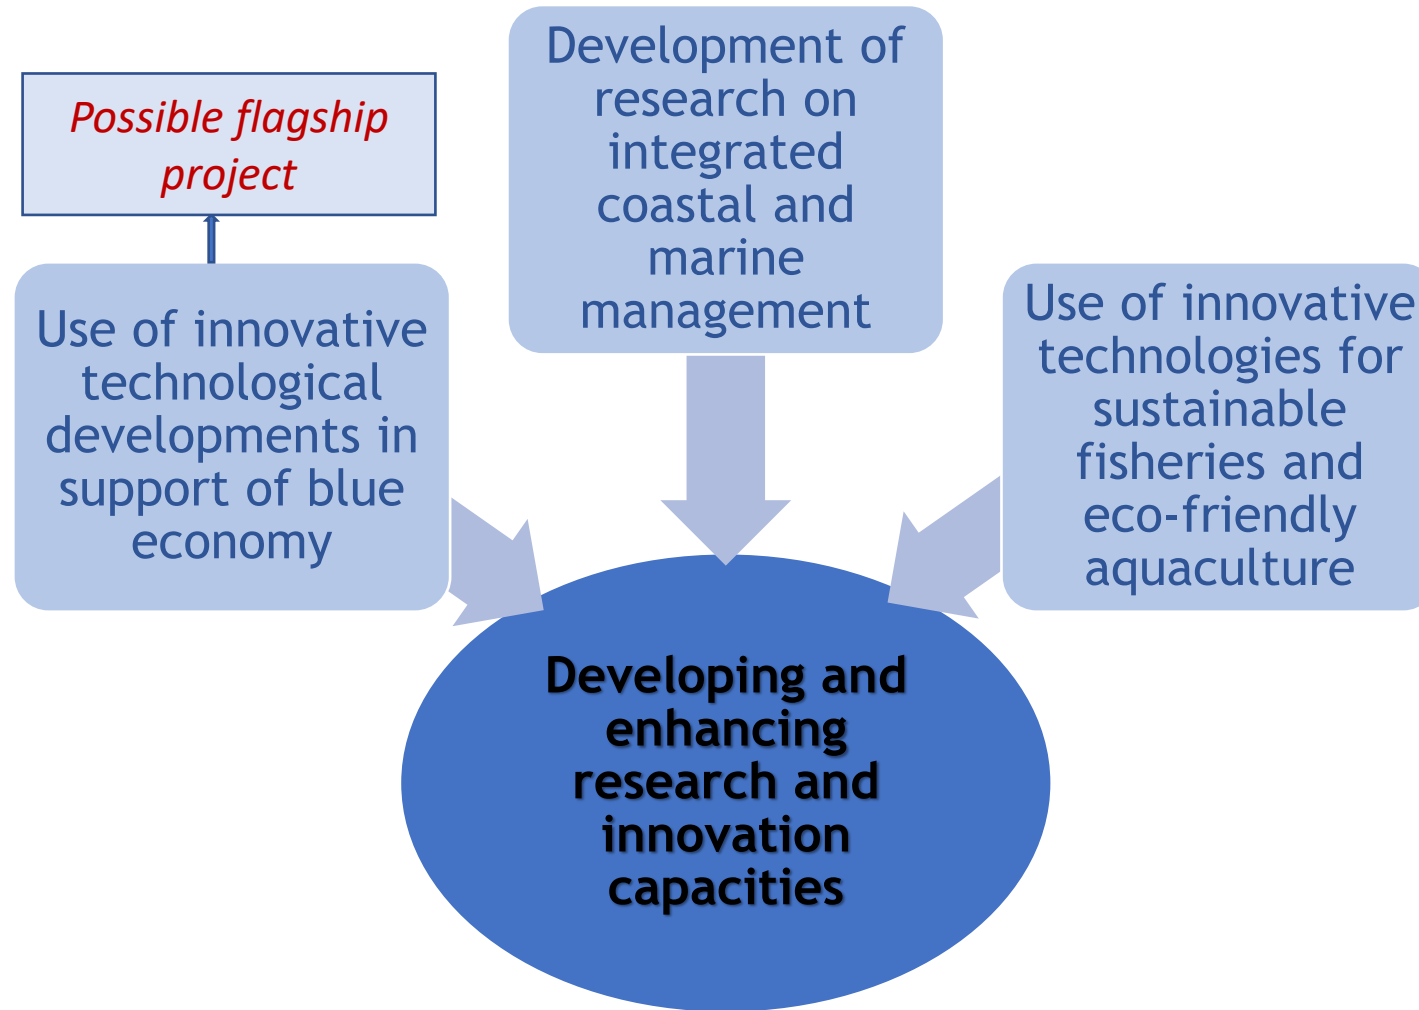 Possible flagship
project
Development of
research on
integrated
coastal and
marine
management
Use of innovative
technological
developments in
support of blue
economy
Use of innovative
technologies for
sustainable
fisheries and
eco-friendly
aquaculture
Developing and
enhancing
research and
innovation
capacities